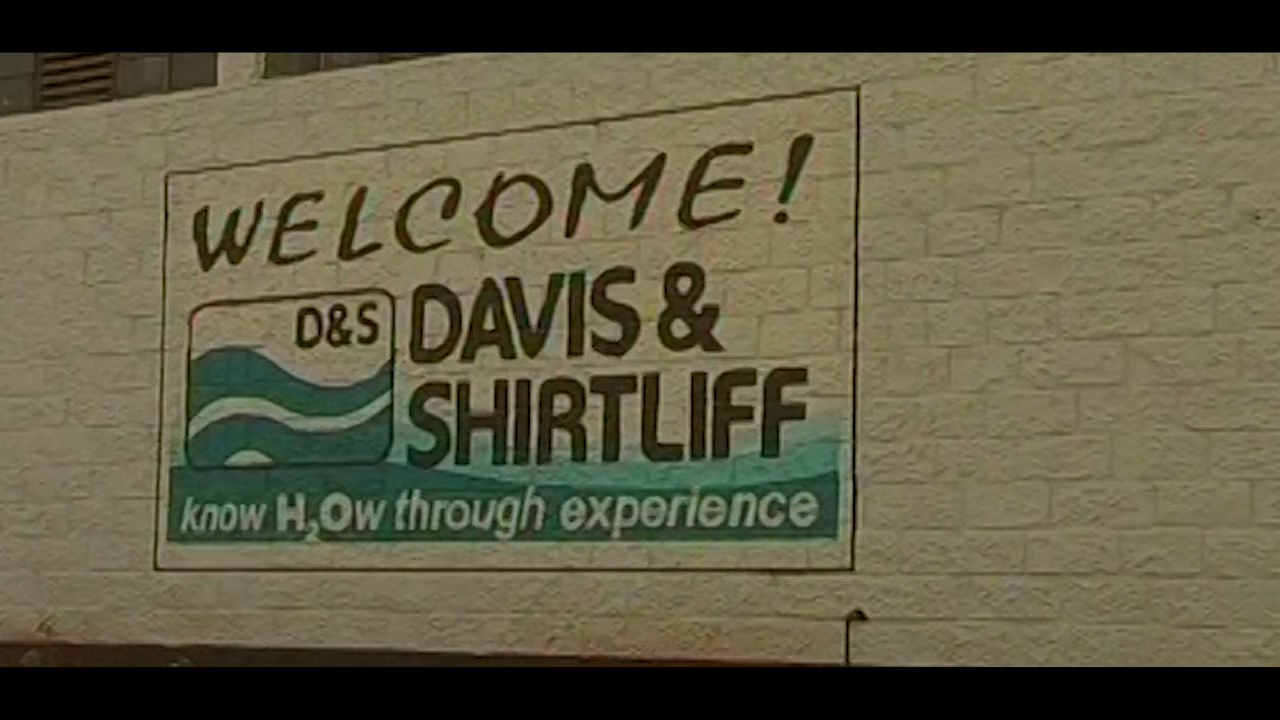 WELCOME!
D&S
DAVIS &
SHIRTLIFF
know H₂Ow through experience